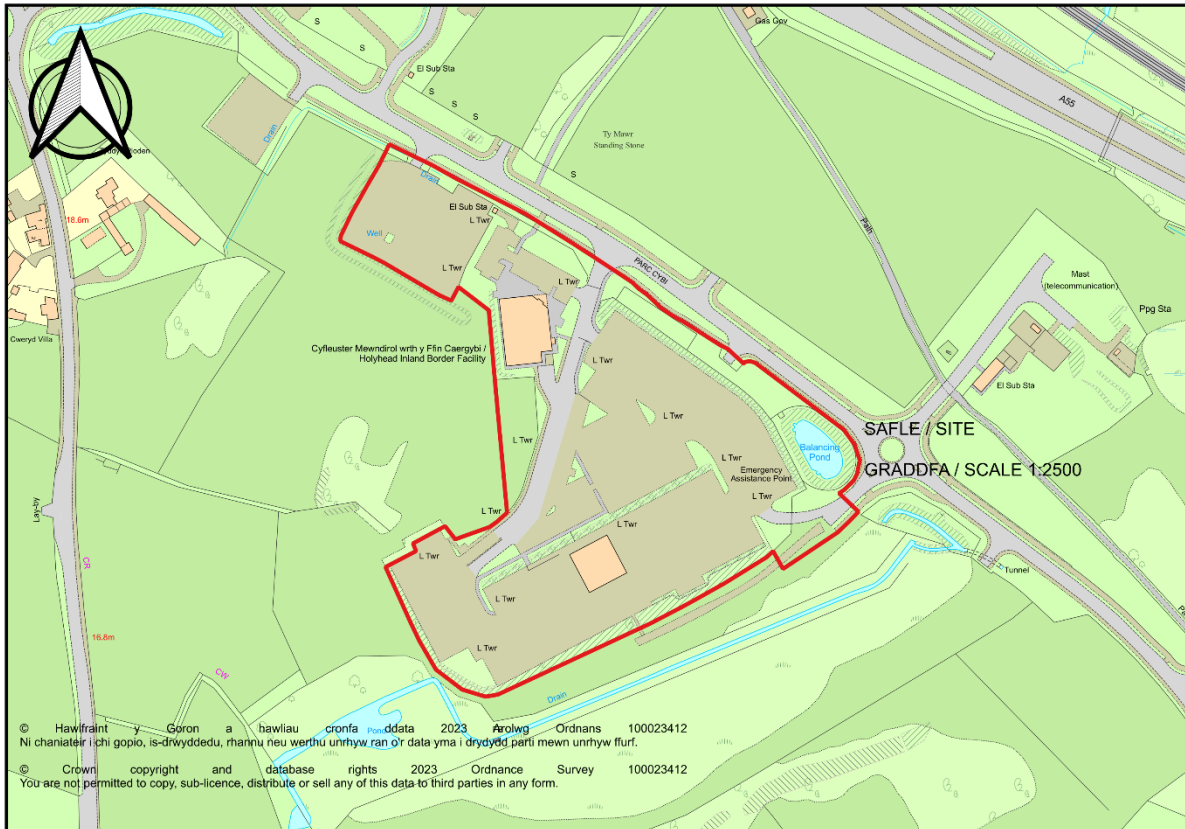 Gas Gov
S
S
El Sub Sta
S
S
S
A55
Drain
Ty Mawr
Standing Stone
S
Drain
El Sub Sta
L Twr
18.6m
Well
Path
L Twr
L Twr
PARC CYBI
Mast
(telecommunication)
Ppg Sta
Cweryd Villa
Cyfleuster Mewndirol wrth y Ffin Caergybi /
Holyhead Inland Border Facility
L Twr
El Sub Sta
L Twr
SAFLE / SITE
L Twr
Balancing
Pond
L Twr
Emergency
Assistance Point
GRADDFA / SCALE 1:2500
L Twr
Lay-by
L Twr
L Twr
L Twr
CR
Tunnel
L Twr
16.8m
L Twr
CW
Drain
Pond
© Hawlfraint y Goron a hawliau cronfa ddata 2023 Arolwg Ordnans 100023412
Ni chaniateir i chi gopio, is-drwyddedu, rhannu neu werthu unrhyw ran o'r data yma i drydydd parti mewn unrhyw ffurf.
© Crown copyright and database rights 2023 Ordnance Survey 100023412
You are not permitted to copy, sub-licence, distribute or sell any of this data to third parties in any form.